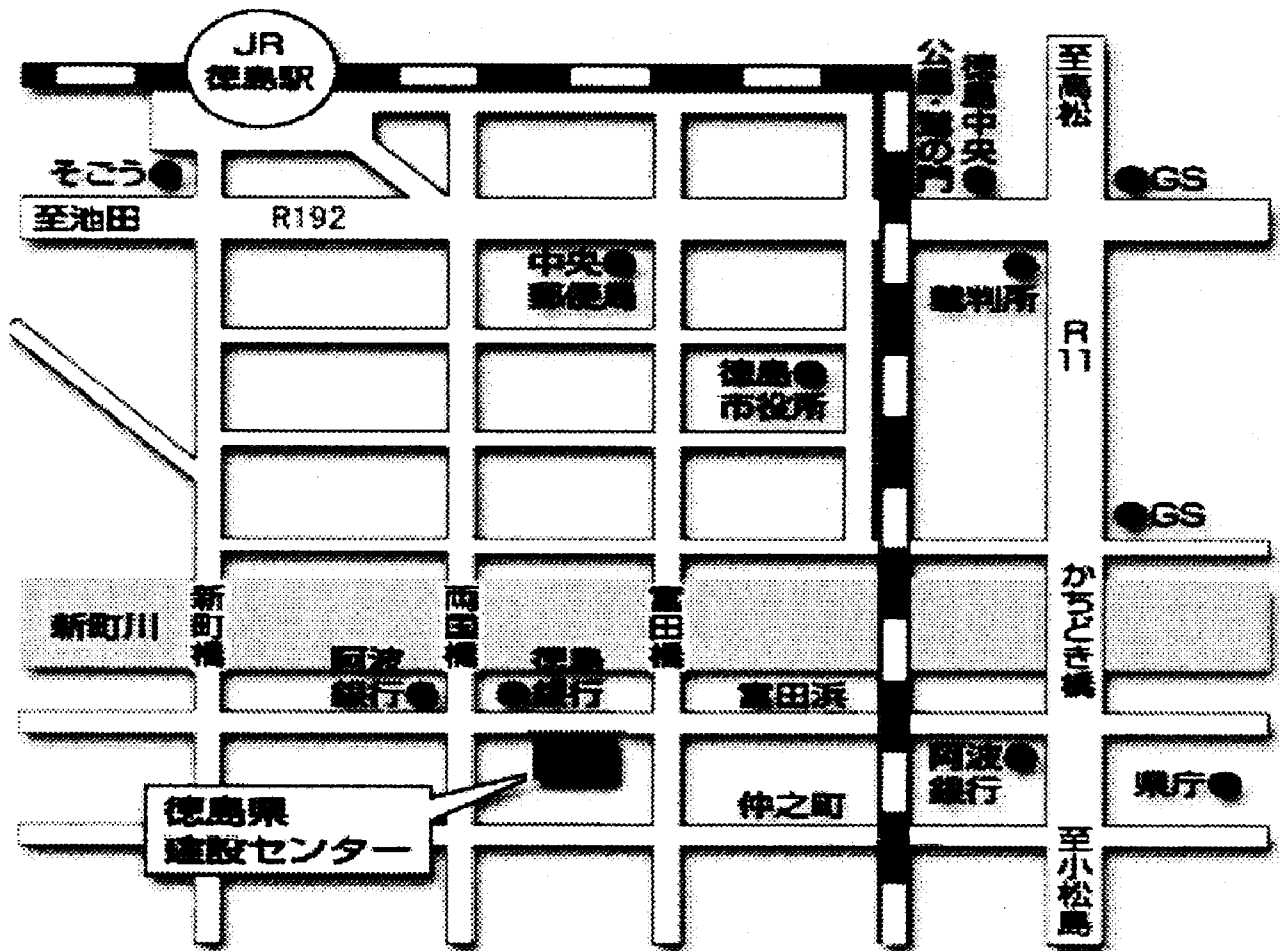 JR
徳島駅
そごう
至池田
R192
徳島中央
公園・鷲の門
至高松
GS
中央
郵便局
裁判所
R11
徳島
市役所
GS
新町川
新町橋
両国橋
富田橋
かちどき橋
阿波
銀行
徳島
銀行
富田浜
阿波
銀行
県庁
仲之町
徳島県
建設センター
至小松島